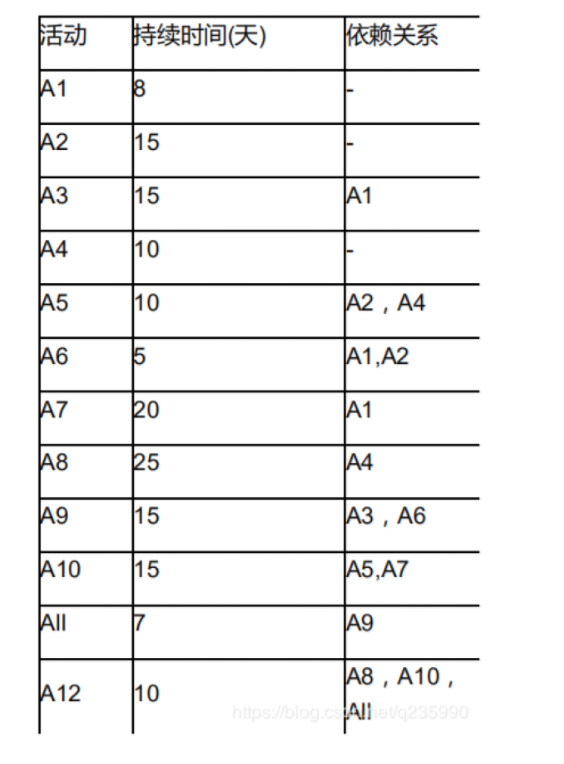 活动 持续时间(天) 依赖关系
A1 8 -
A2 15 -
A3 15 A1
A4 10 -
A5 10 A2，A4
A6 5 A1,A2
A7 20 A1
A8 25 A4
A9 15 A3，A6
A10 15 A5,A7
All 7 A9
A12 10 A8，A10，
All
https://blog.csdn.net/q235990